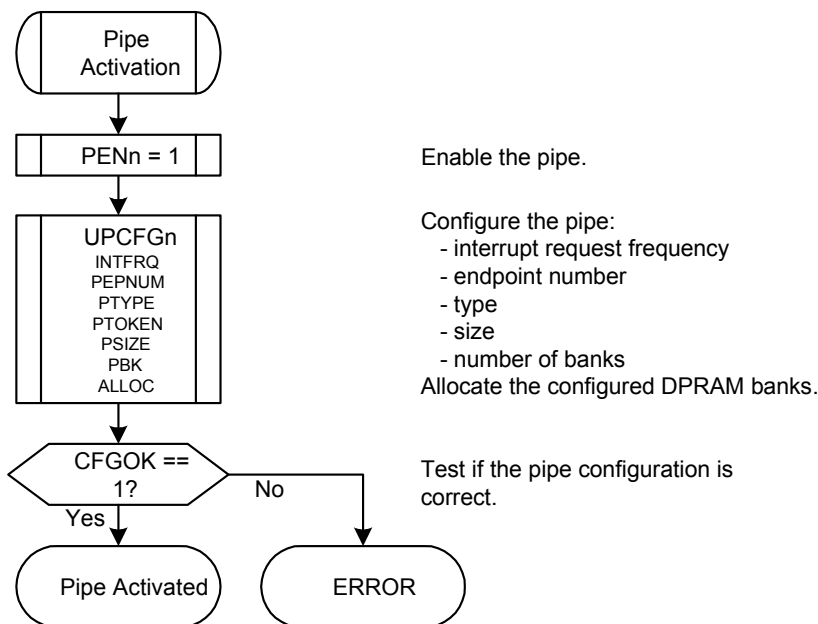 Pipe
Activation
PENn = 1
Enable the pipe.
UPCFGn
INTFRQ
PEPNUM
PTYPE
PTOKEN
PSIZE
PBK
ALLOC
Configure the pipe:
- interrupt request frequency
- endpoint number
- type
- size
- number of banks
Allocate the configured DPRAM banks.
CFGOK ==
1?
Test if the pipe configuration is
correct.
No
Yes
Pipe Activated
ERROR